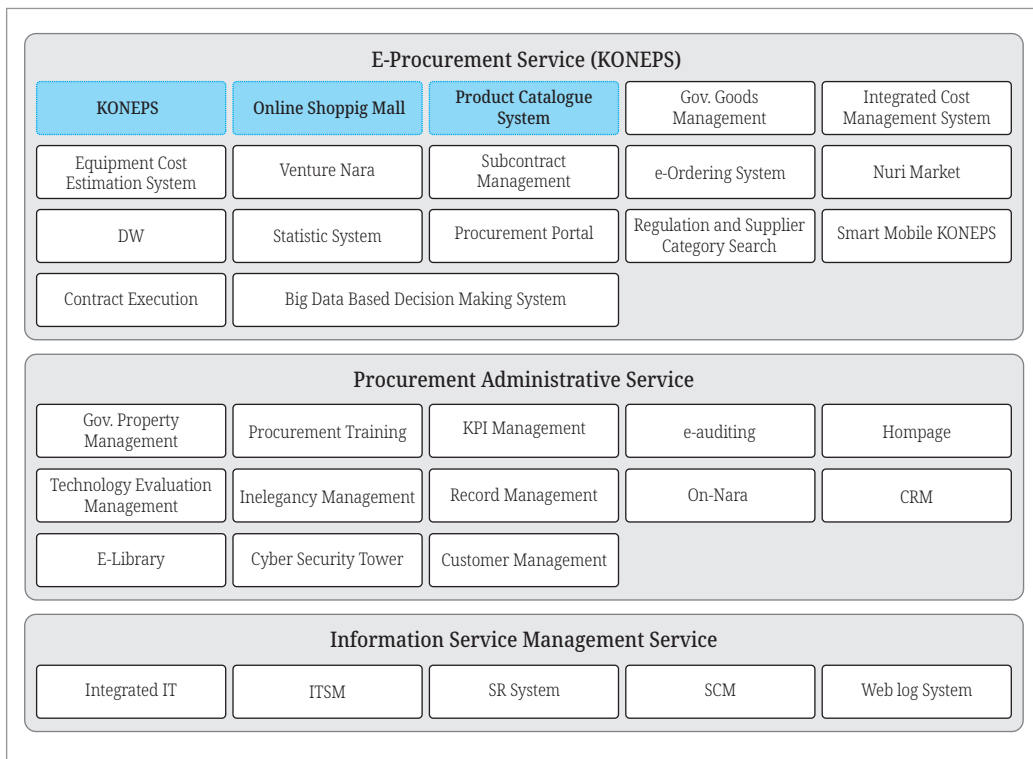 E-Procurement Service (KONEPS)
KONEPS
Online Shoppig Mall
Product Catalogue
System
Gov. Goods
Management
Integrated Cost
Management System
Equipment Cost
Estimation System
Venture Nara
Subcontract
Management
e-Ordering System
Nuri Market
DW
Statistic System
Procurement Portal
Regulation and Supplier
Category Search
Smart Mobile KONEPS
Contract Execution
Big Data Based Decision Making System
Procurement Administrative Service
Gov. Property
Management
Procurement Training
KPI Management
e-auditing
Hompage
Technology Evaluation
Management
Inelegancy Management
Record Management
On-Nara
CRM
E-Library
Cyber Security Tower
Customer Management
Information Service Management Service
Integrated IT
ITSM
SR System
SCM
Web log System